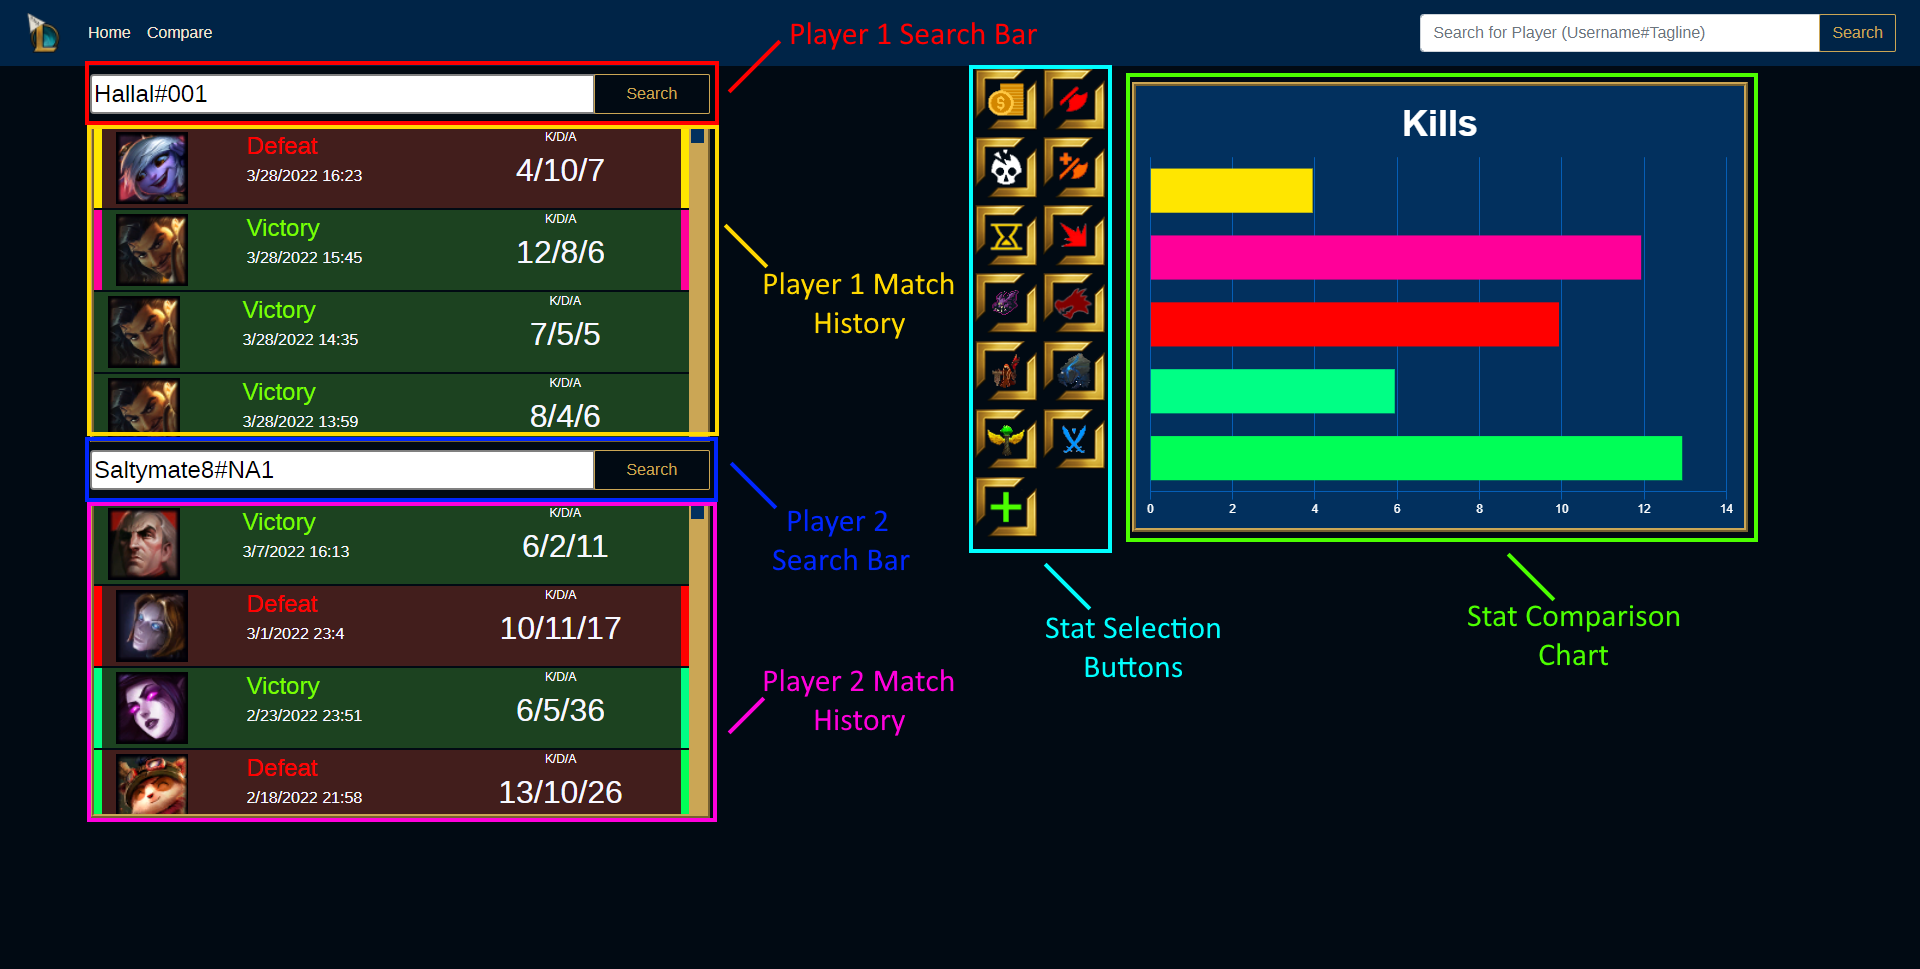 Home
Compare
Player 1 Search Bar
Search for Player (Username#Tagline)
Search
Hallal#001
Search
Defeat
3/28/2022 16:23
K/D/A
4/10/7
Victory
3/28/2022 15:45
K/D/A
12/8/6
Victory
3/28/2022 14:35
K/D/A
7/5/5
Victory
3/28/2022 13:59
K/D/A
8/4/6
Player 1 Match
History
Saltymate8#NA1
Search
Player 2
Search Bar
Victory
3/7/2022 16:13
K/D/A
6/2/11
Defeat
3/1/2022 23:4
K/D/A
10/11/17
Victory
2/23/2022 23:51
K/D/A
6/5/36
Defeat
2/18/2022 21:58
K/D/A
13/10/26
Player 2 Match
History
Stat Selection
Buttons
Kills
0 2 4 6 8 10 12 14
Stat Comparison
Chart